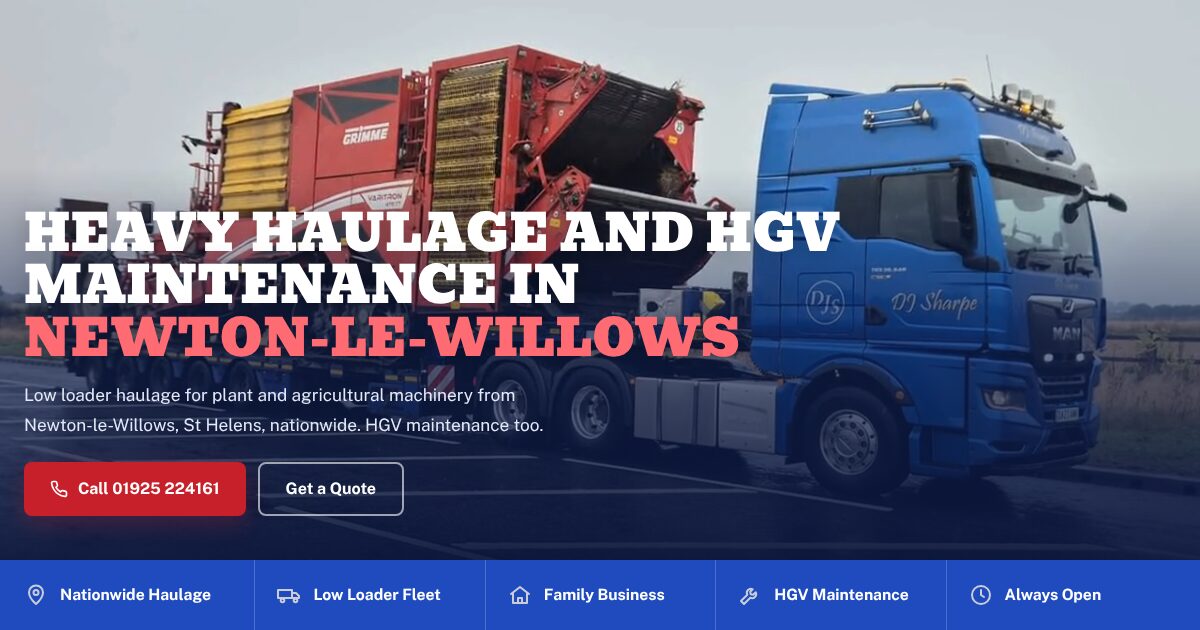 GRIMME
VARITRON
HEAVY HAULAGE AND HGV
MAINTENANCE IN
NEWTON-LE-WILLOWS
DJS
DJ Sharpe
MAN
Low loader haulage for plant and agricultural machinery from
Newton-le-Willows, St Helens, nationwide. HGV maintenance too.
Call 01925 224161
Get a Quote
Nationwide Haulage
Low Loader Fleet
Family Business
HGV Maintenance
Always Open